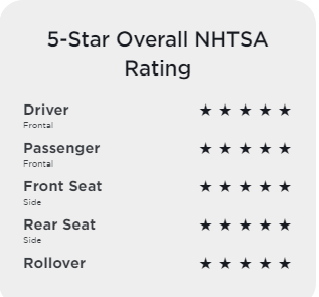 5-Star Overall NHTSA
Rating
Driver ★ ★ ★ ★ ★
Frontal
Passenger ★ ★ ★ ★ ★
Frontal
Front Seat ★ ★ ★ ★ ★
Side
Rear Seat ★ ★ ★ ★ ★
Side
Rollover ★ ★ ★ ★ ★